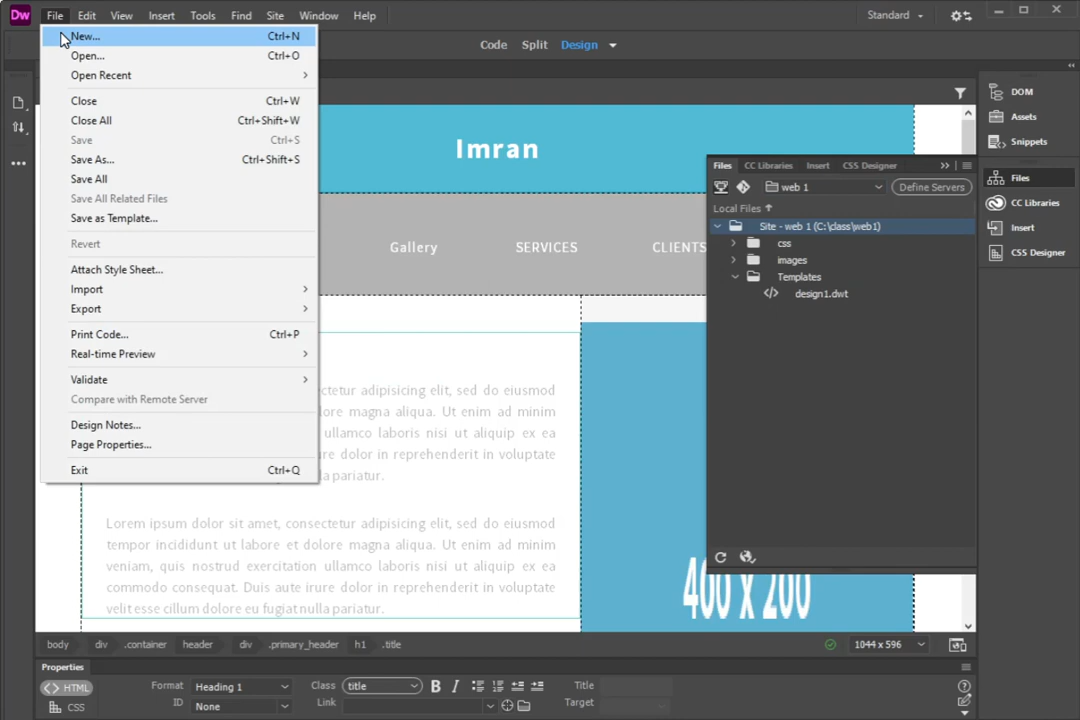 Dw File Edit View Insert Tools Find Site Window Help Standard
New... Ctrl+N
Open... Ctrl+O
Open Recent
Close Ctrl+W
Close All Ctrl+Shift+W
Save Ctrl+S
Save As... Ctrl+Shift+S
Save All
Save All Related Files
Save as Template...
Revert
Attach Style Sheet...
Import
Export
Print Code... Ctrl+P
Real-time Preview
Validate
Compare with Remote Server
Design Notes...
Page Properties...
Exit Ctrl+Q
Code Split Design
Imran
Gallery SERVICES CLIENTS
ctetur adipisicing elit, sed do eiusmod
lore magna aliqua. Ut enim ad minim
ullamco laboris nisi ut aliquip ex ea
ure dolor in reprehenderit in voluptate
la pariatur.
Lorem ipsum dolor sit amet, consectetur adipisicing elit, sed do eiusmod
tempor incididunt ut labore et dolore magna aliqua. Ut enim ad minim
veniam, quis nostrud exercitation ullamco laboris nisi ut aliquip ex ea
commodo consequat. Duis aute irure dolor in reprehenderit in voluptate
velit esse cillum dolore eu fugiat nulla pariatur.
400 x 200
Files CC Libraries Insert CSS Designer
web 1 Define Servers
Local Files
Site - web 1 (C:\class\web1)
css
images
Templates
design1.dwt
DOM
Assets
Snippets
Files
CC Libraries
Insert
CSS Designer
body div .container header div .primary_header h1 .title 1044 x 596
Properties
HTML Format Heading 1 Class title B I Title
CSS ID None Link Target